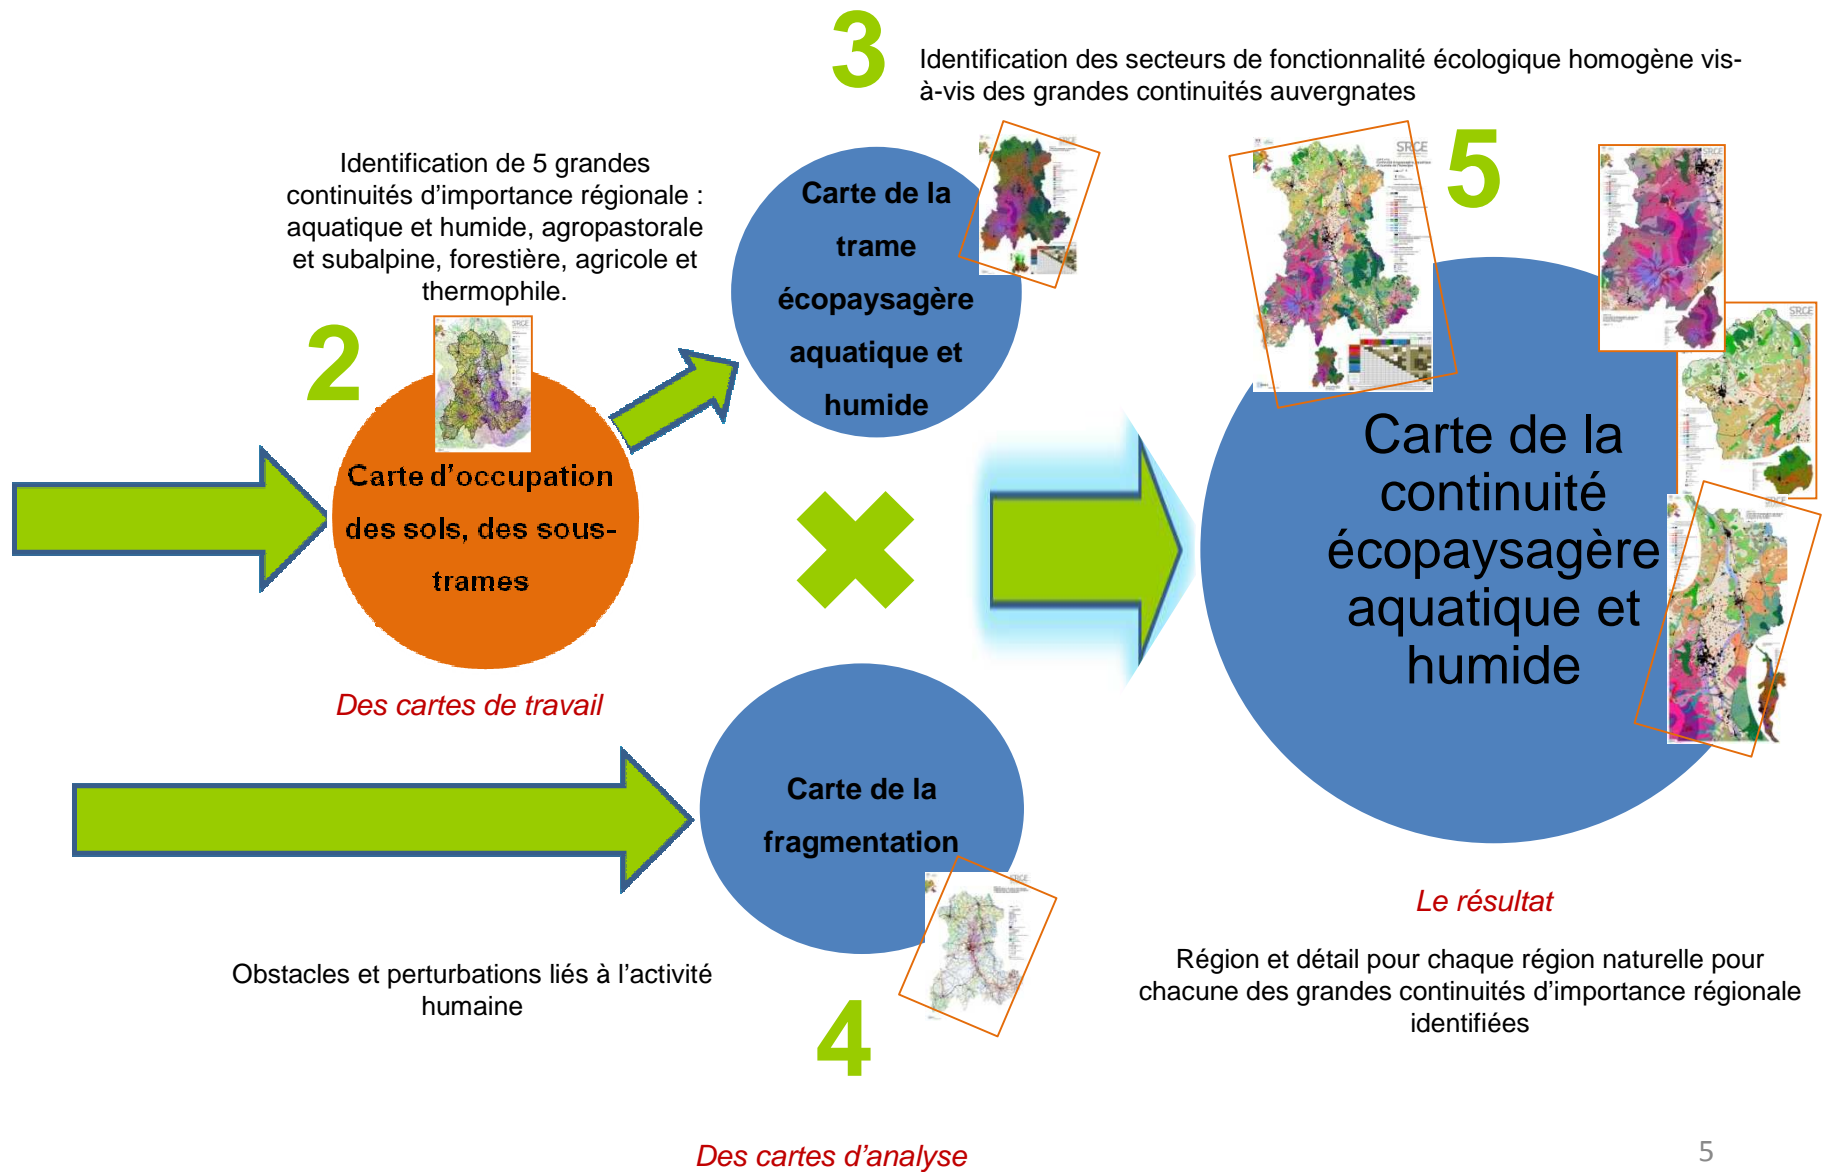 3
Identification des secteurs de fonctionnalité écologique homogène vis-
à-vis des grandes continuités auvergnates
Identification de 5 grandes
continuités d’importance régionale :
aquatique et humide, agropastorale
et subalpine, forestière, agricole et
thermophile.
2
Carte d’occupation
des sols, des sous-
trames
Des cartes de travail
Carte de la
trame
écopaysagère
aquatique et
humide
5
SRCE
SRCE
Carte de la
continuité
écopaysagère
aquatique et
humide
Carte de la
fragmentation
Obstacles et perturbations liés à l’activité
humaine
4
Des cartes d’analyse
Le résultat
Région et détail pour chaque région naturelle pour
chacune des grandes continuités d’importance régionale
identifiées
5